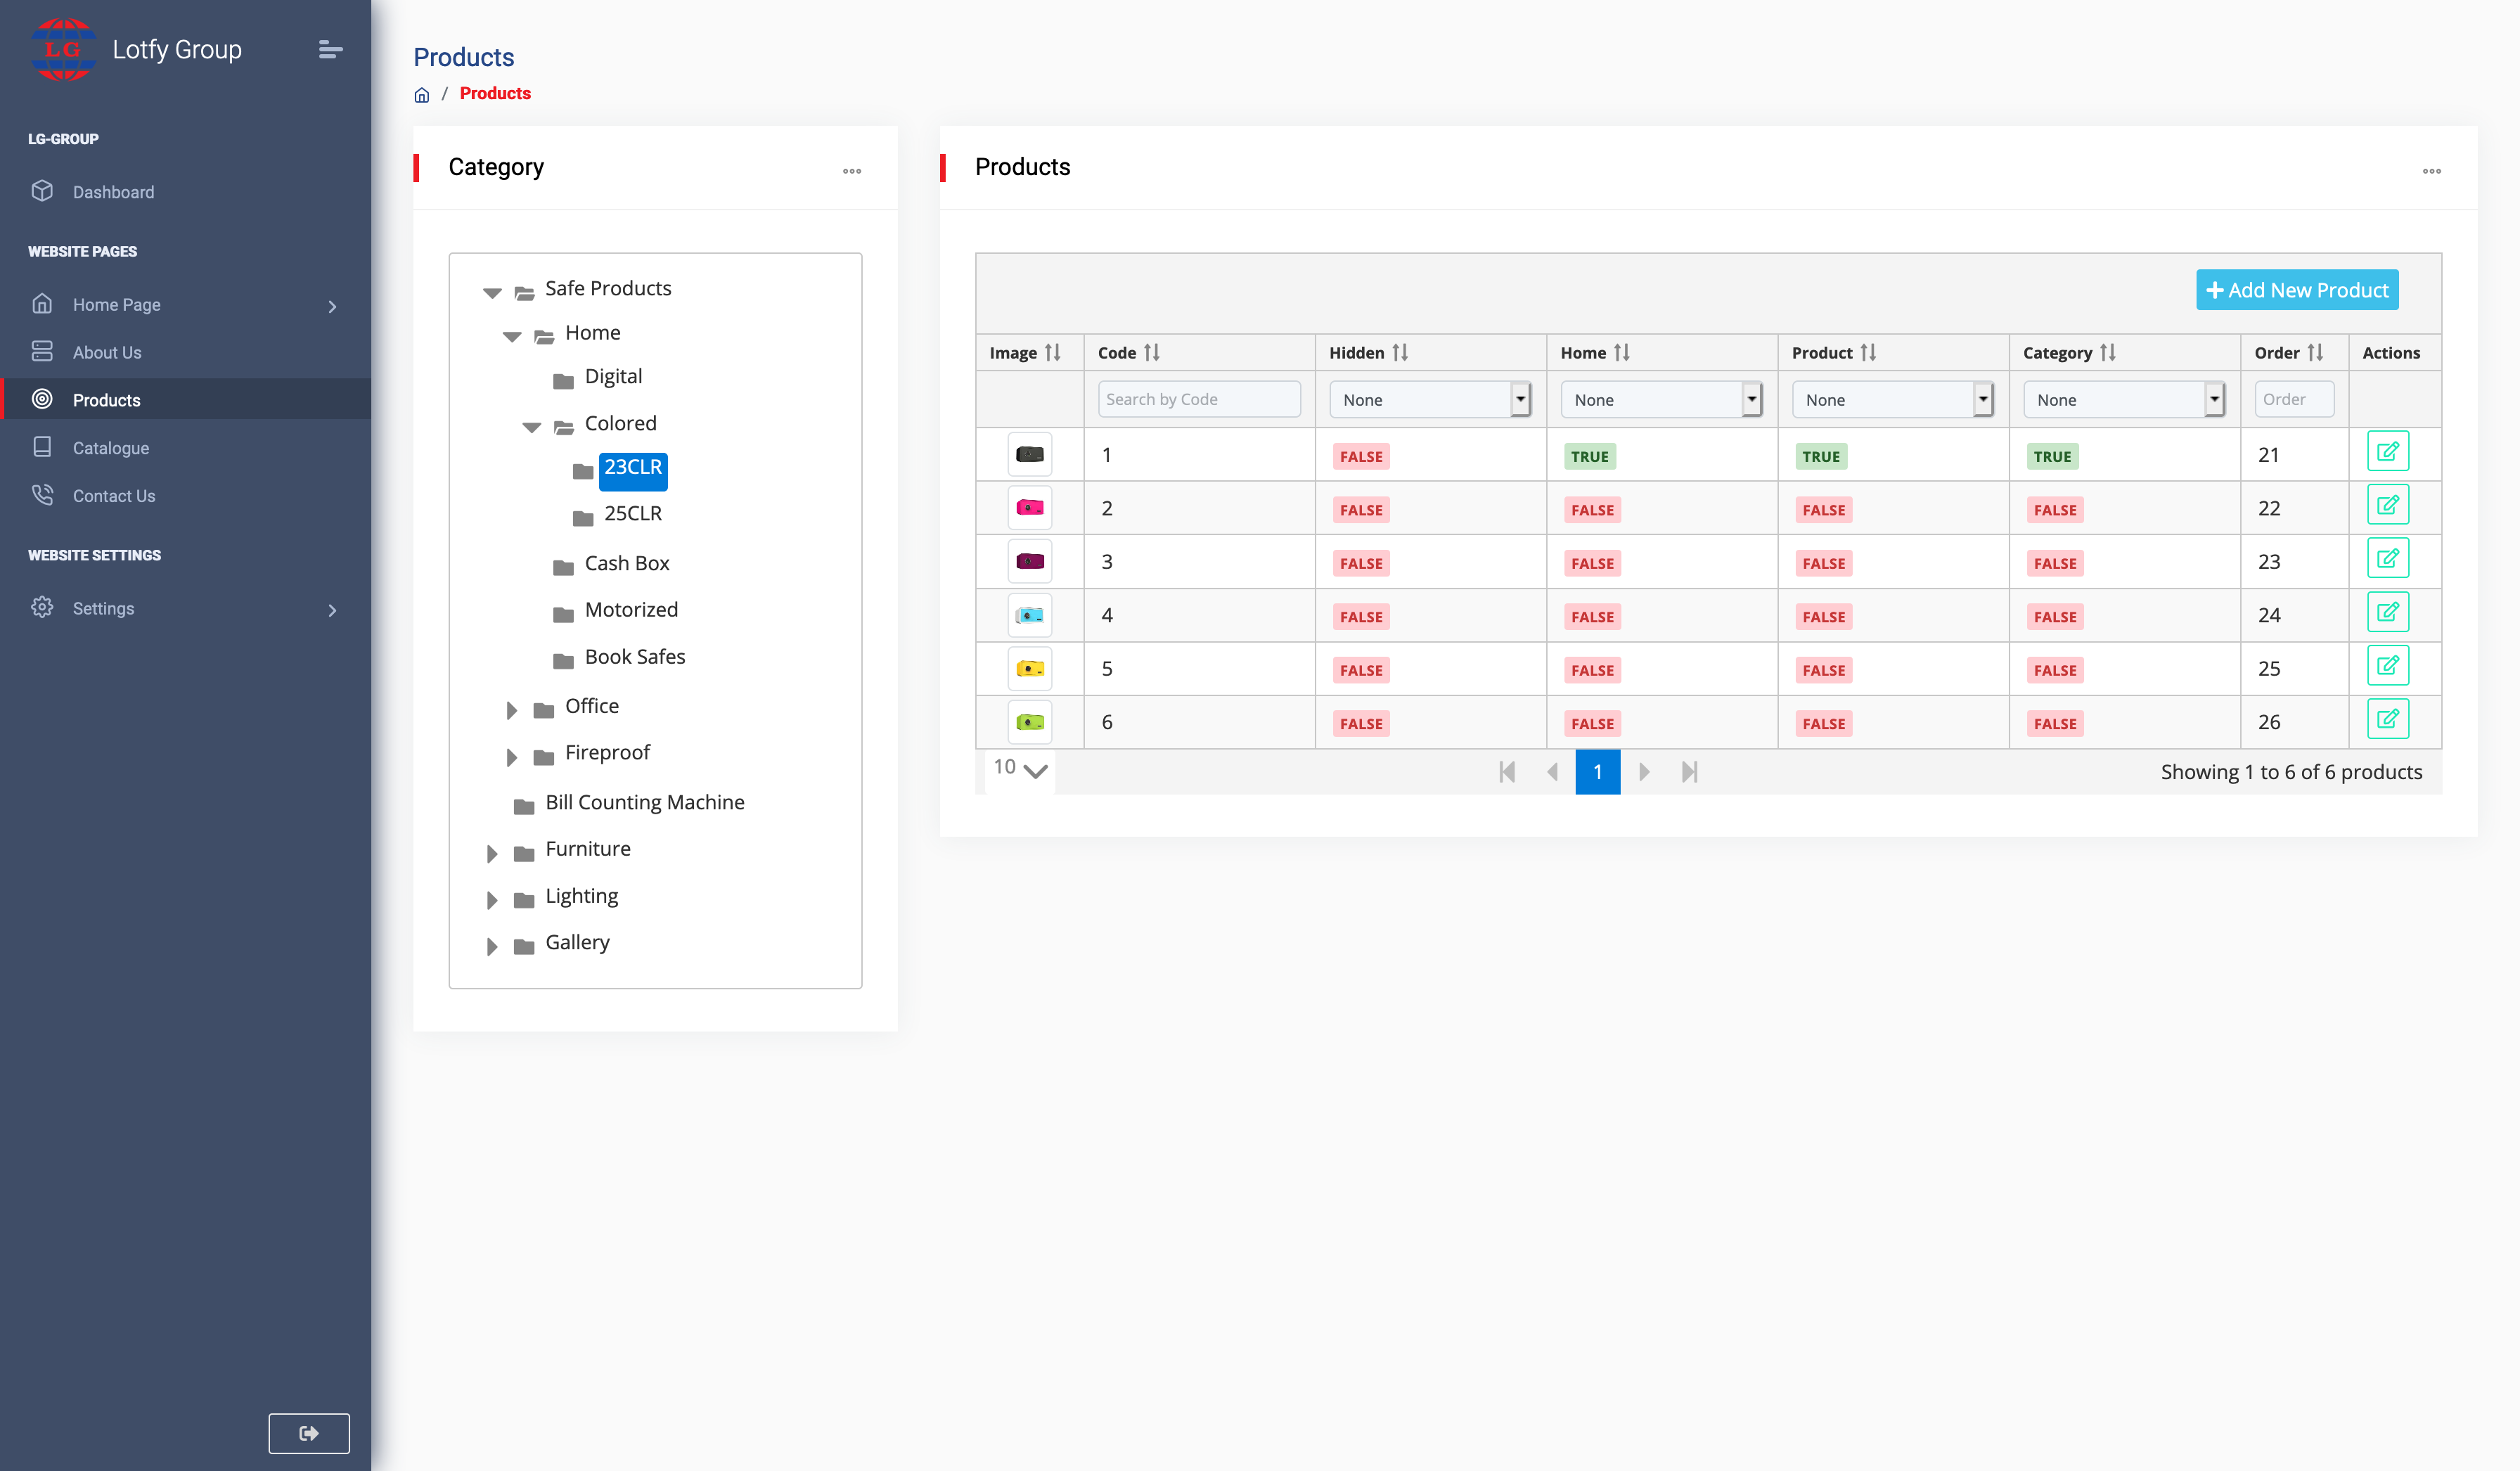 LG
Lotfy Group
LG-GROUP
Dashboard
WEBSITE PAGES
Home Page
About Us
Products
Catalogue
Contact Us
WEBSITE SETTINGS
Settings
Products
/ Products
Category
Safe Products
Home
Digital
Colored
23CLR
25CLR
Cash Box
Motorized
Book Safes
Office
Fireproof
Bill Counting Machine
Furniture
Lighting
Gallery
Products
Add New Product
Image Code Hidden Home Product Category Order Actions
Search by Code None None None None Order
1 FALSE TRUE TRUE TRUE 21
2 FALSE FALSE FALSE FALSE 22
3 FALSE FALSE FALSE FALSE 23
4 FALSE FALSE FALSE FALSE 24
5 FALSE FALSE FALSE FALSE 25
6 FALSE FALSE FALSE FALSE 26
10 1 Showing 1 to 6 of 6 products